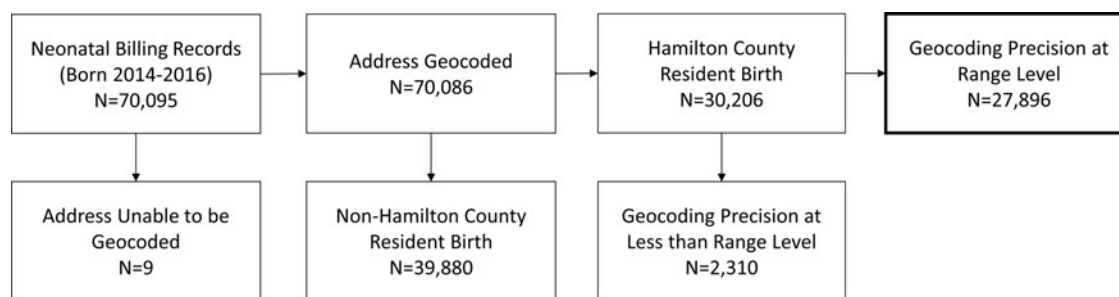 Neonatal Billing Records
(Born 2014-2016)
N=70,095
Address Geocoded
N=70,086
Hamilton County
Resident Birth
N=30,206
Geocoding Precision at
Range Level
N=27,896
Address Unable to be
Geocoded
N=9
Non-Hamilton County
Resident Birth
N=39,880
Geocoding Precision at
Less than Range Level
N=2,310